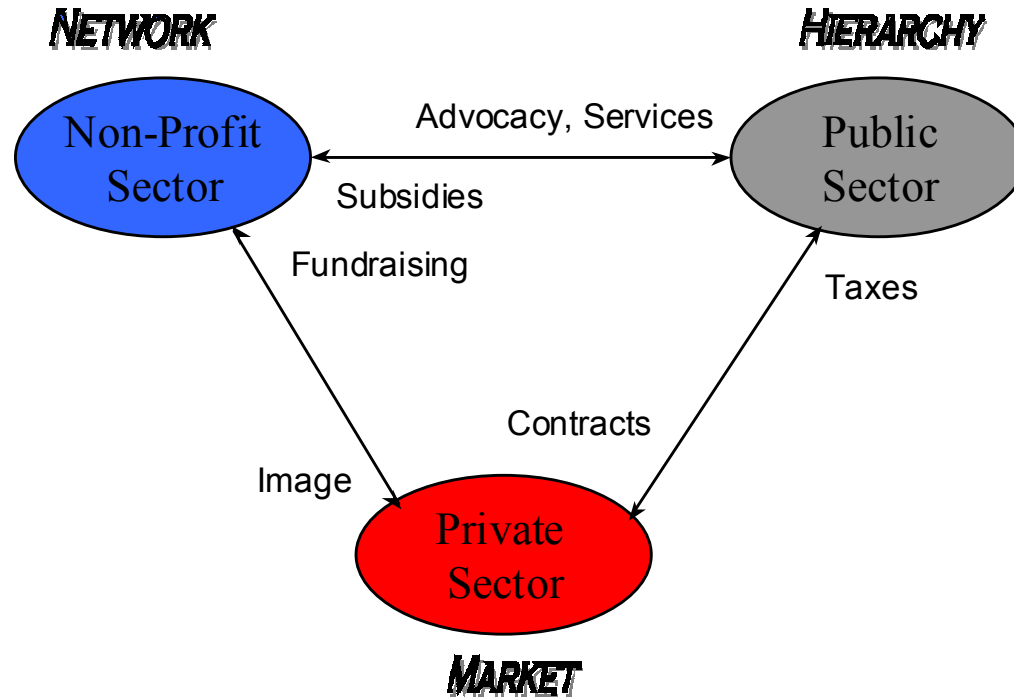 NETWORK
HIERARCHY
Non-Profit
Sector
Advocacy, Services
Public
Sector
Subsidies
Fundraising
Taxes
Contracts
Image
Private
Sector
MARKET